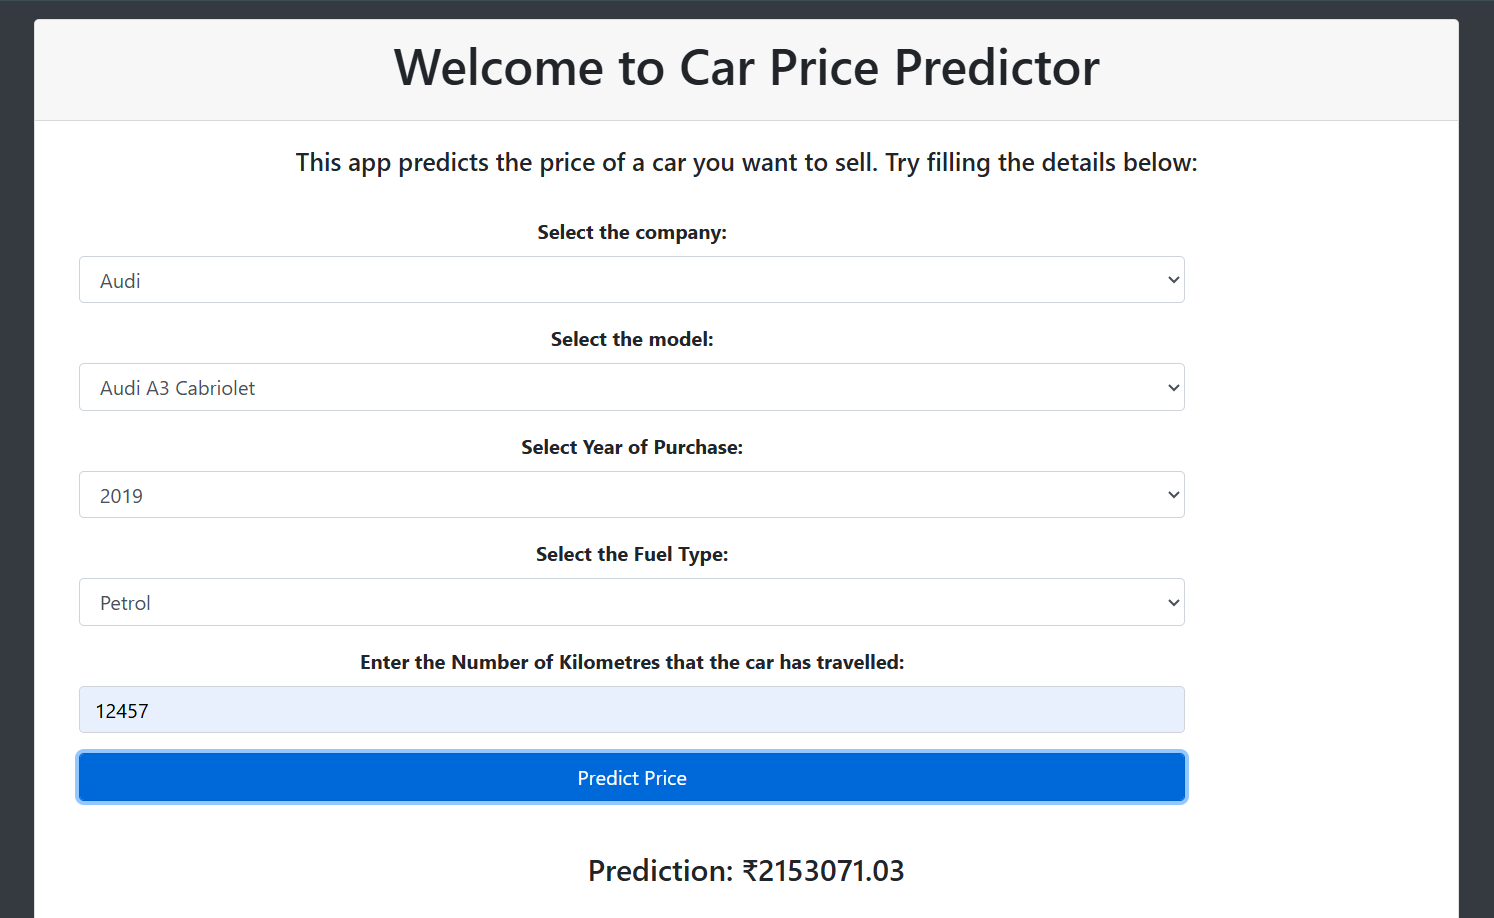 Welcome to Car Price Predictor
This app predicts the price of a car you want to sell. Try filling the details below:
Select the company:
Audi
Select the model:
Audi A3 Cabriolet
Select Year of Purchase:
2019
Select the Fuel Type:
Petrol
Enter the Number of Kilometres that the car has travelled:
12457
Predict Price
Prediction: ₹2153071.03